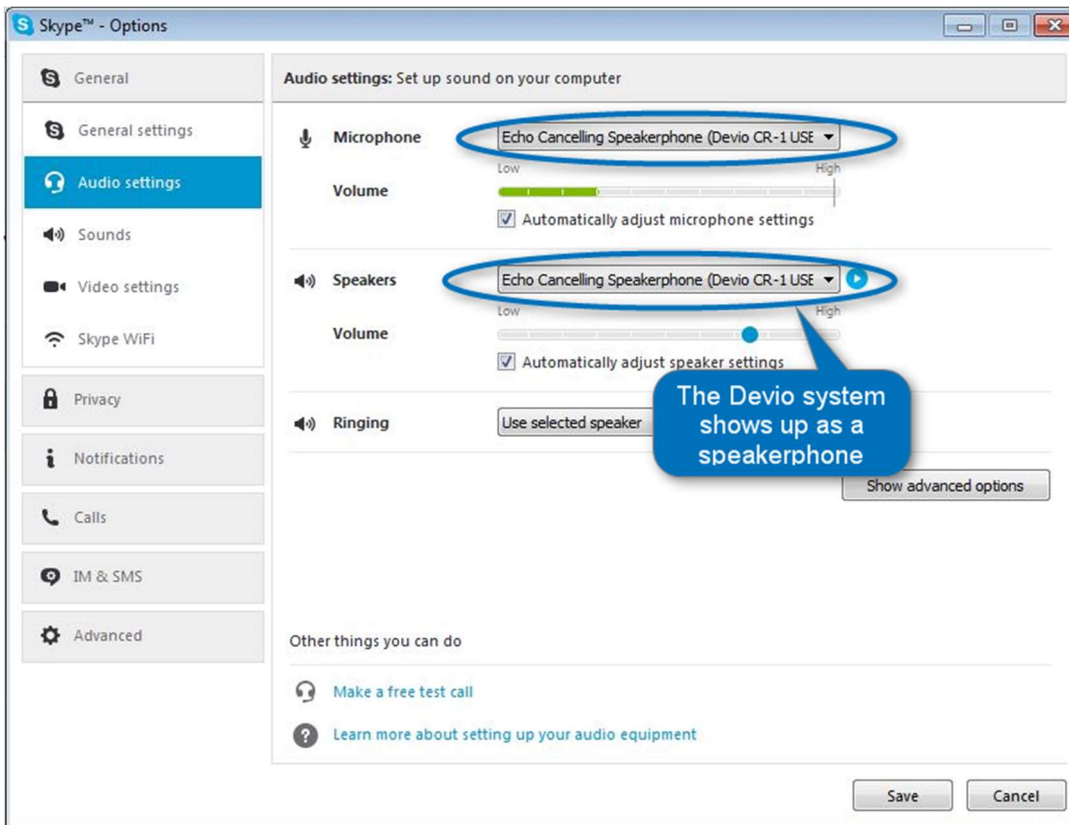 Skype™ - Options
General
General settings
Audio settings
Sounds
Video settings
Skype WiFi
Privacy
Notifications
Calls
IM & SMS
Advanced
Audio settings: Set up sound on your computer
Microphone
Echo Cancelling Speakerphone (Devio CR-1 USB
Low High
Volume
Automatically adjust microphone settings
Speakers
Echo Cancelling Speakerphone (Devio CR-1 USB
Low High
Volume
Automatically adjust speaker settings
The Devio system
shows up as a
speakerphone
Ringing
Use selected speaker
Show advanced options
Other things you can do
Make a free test call
? Learn more about setting up your audio equipment
Save Cancel